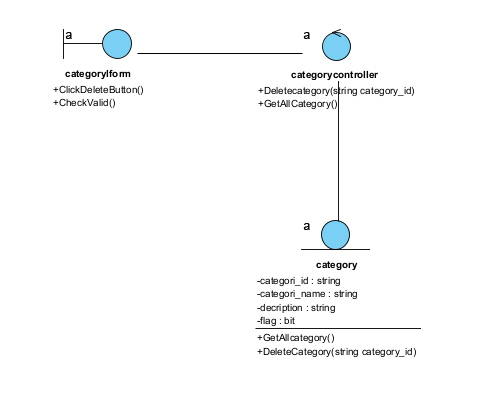 a
categorylform
+ClickDeleteButton()
+CheckValid()
a
categorycontroller
+Deletecategory(string category_id)
+GetAllCategory()
a
category
-categori_id : string
-categori_name : string
-decription : string
-flag : bit
+GetAllcategory()
+DeleteCategory(string category_id)